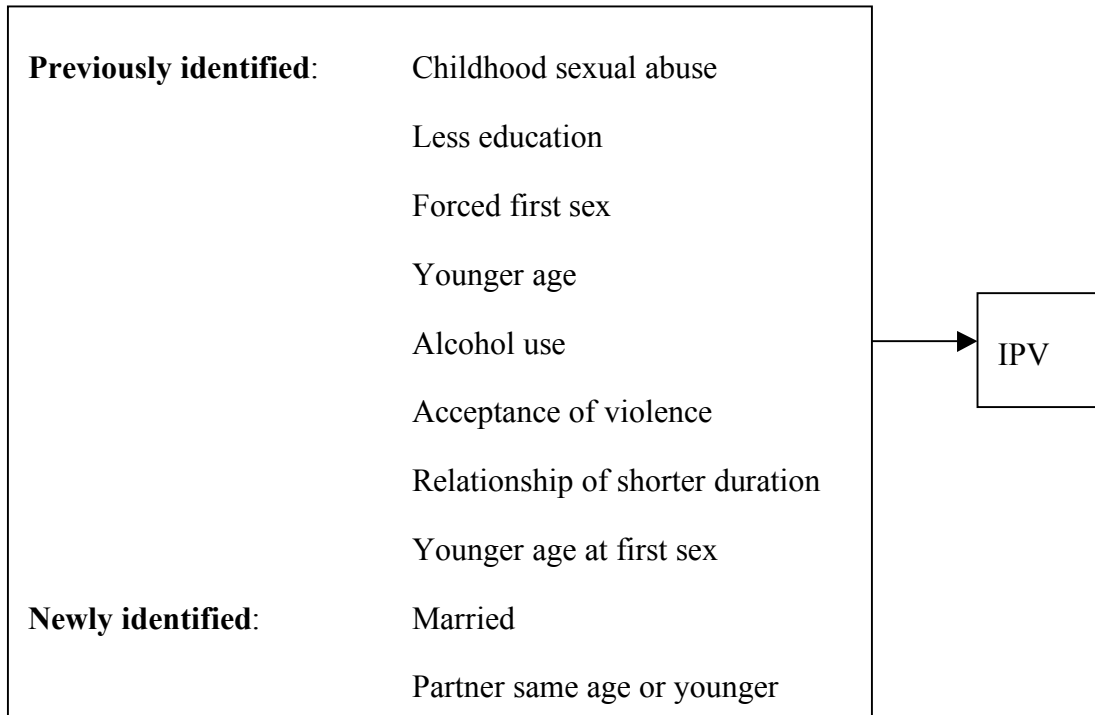 Previously identified: Childhood sexual abuse
Less education
Forced first sex
Younger age
Alcohol use
Acceptance of violence
Relationship of shorter duration
Younger age at first sex
Newly identified: Married
Partner same age or younger
IPV